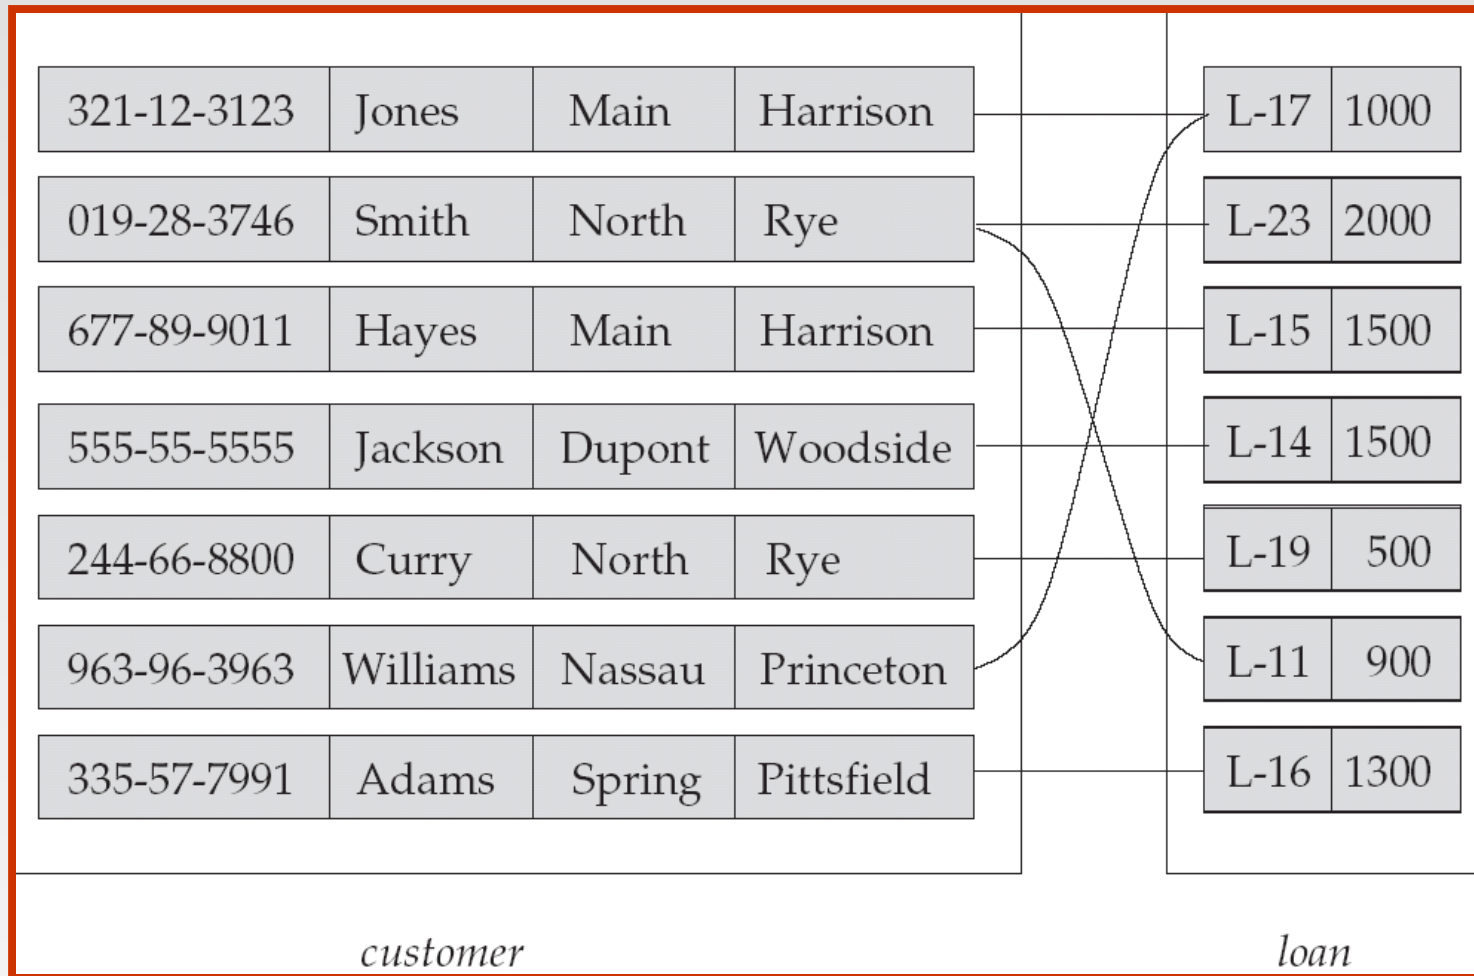 321-12-3123 Jones Main Harrison L-17 1000
019-28-3746 Smith North Rye L-23 2000
677-89-9011 Hayes Main Harrison L-15 1500
555-55-5555 Jackson Dupont Woodside L-14 1500
244-66-8800 Curry North Rye L-19 500
963-96-3963 Williams Nassau Princeton L-11 900
335-57-7991 Adams Spring Pittsfield L-16 1300
customer loan